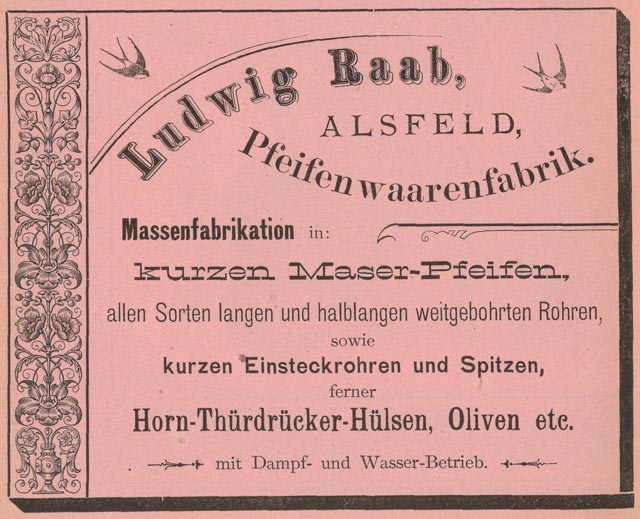 Ludwig Raab,
ALSFELD,
Pfeifenwaarenfabrik.
Massenfabrikation in:
kurzen Maser-Pfeifen,
allen Sorten langen und halblangen weitgebohrten Rohren,
sowie
kurzen Einsteckrohren und Spitzen,
ferner
Horn-Thürdrücker-Hülsen, Oliven etc.
mit Dampf- und Wasser-Betrieb.